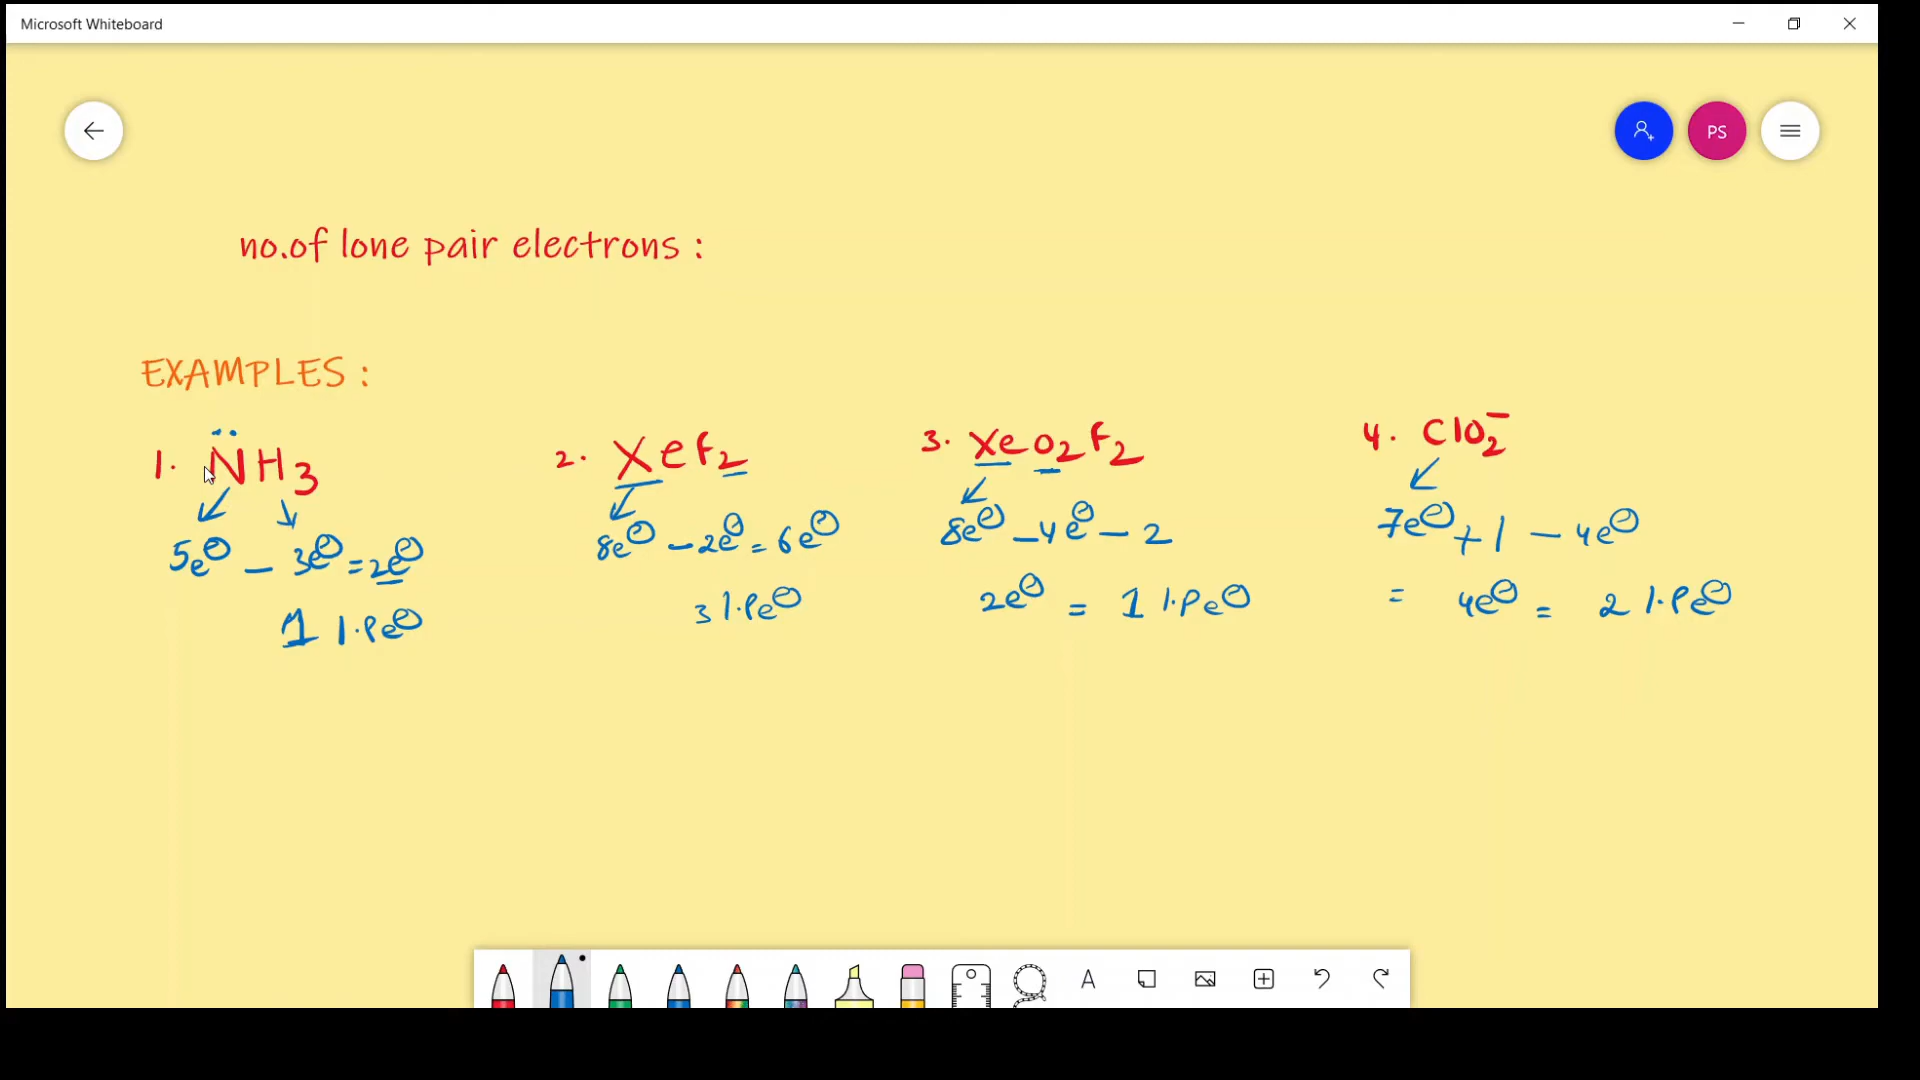 Microsoft Whiteboard
PS
no.of lone pair electrons :
EXAMPLES :
1. N̈H₃
5e⊖ – 3e⊖ = 2e⊖
1 l.pe⊖
2. XeF₂
8e⊖ – 2e⊖ = 6e⊖
3 l.pe⊖
3. XeO₂F₂
8e⊖ – 4e⊖ – 2
2e⊖ = 1 l.pe⊖
4. ClO₂⁻
7e⊖ + 1 – 4e⊖
= 4e⊖ = 2 l.pe⊖
A